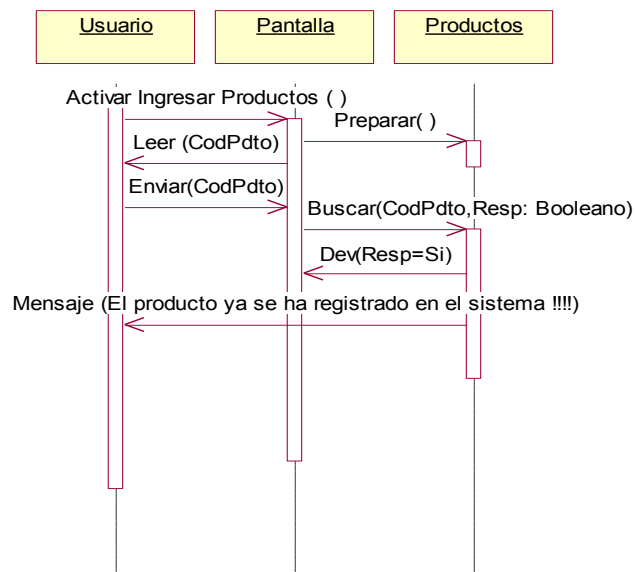 Usuario
Pantalla
Productos
Activar Ingresar Productos ( )
Preparar( )
Leer (CodPdto)
Enviar(CodPdto)
Buscar(CodPdto,Resp: Booleano)
Dev(Resp=Si)
Mensaje (El producto ya se ha registrado en el sistema !!!!)